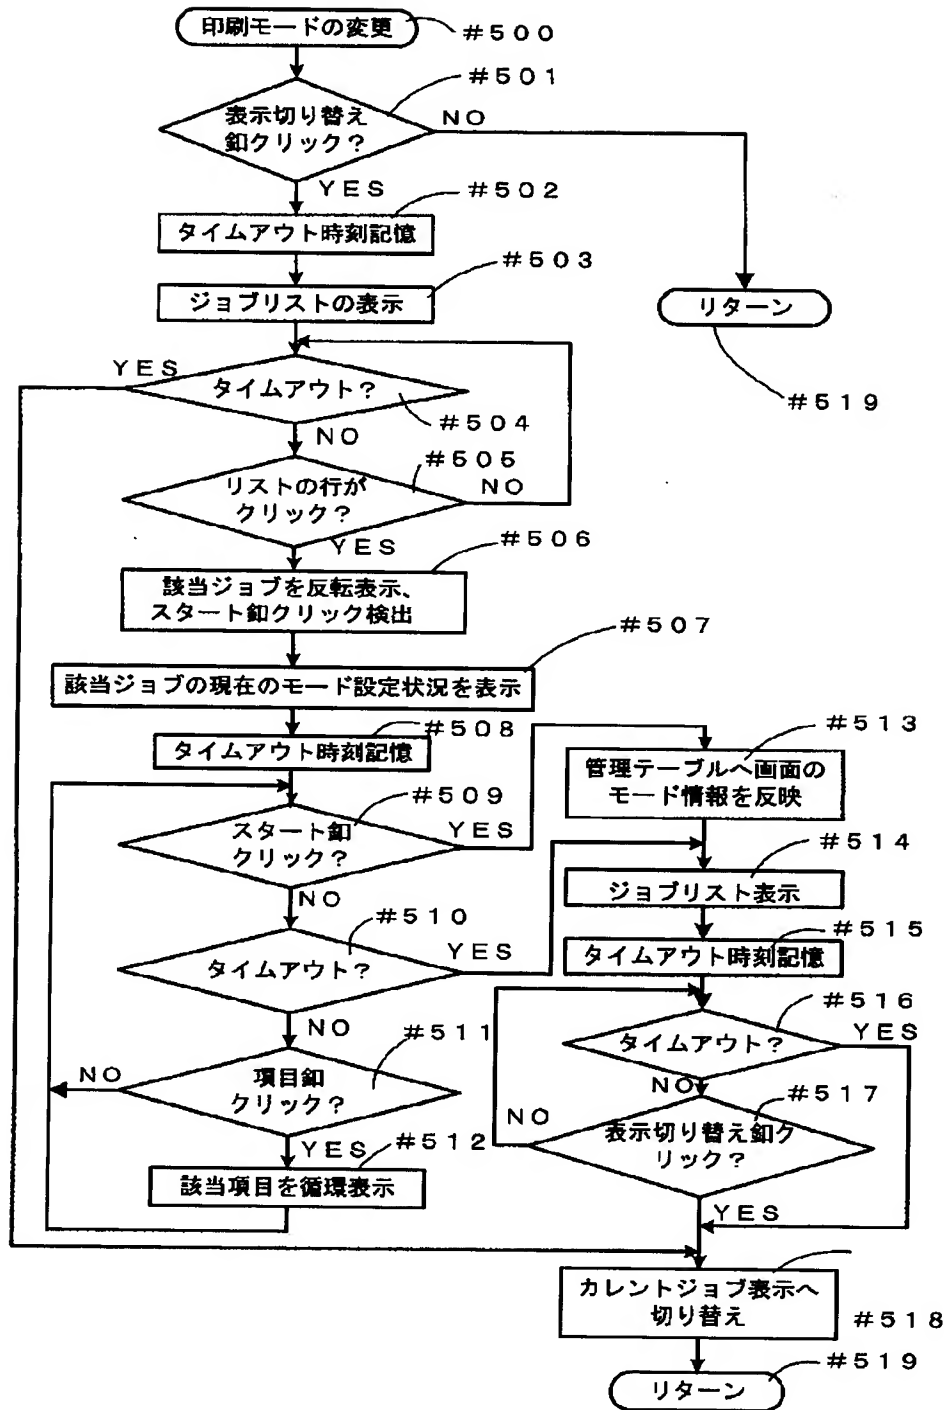 印刷モードの変更
#500
#501
表示切り替え
釦クリック?
NO
YES
#502
タイムアウト時刻記憶
#503
ジョブリストの表示
リターン
#519
YES
タイムアウト?
#504
NO
#505
リストの行が
クリック?
NO
YES
#506
該当ジョブを反転表示、
スタート釦クリック検出
#507
該当ジョブの現在のモード設定状況を表示
#508
タイムアウト時刻記憶
#509
スタート釦
クリック?
YES
NO
#510
タイムアウト?
YES
NO
#511
項目釦
クリック?
NO
YES
#512
該当項目を循環表示
#513
管理テーブルへ画面の
モード情報を反映
#514
ジョブリスト表示
#515
タイムアウト時刻記憶
#516
タイムアウト?
YES
NO
#517
表示切り替え釦ク
リック?
NO
YES
カレントジョブ表示へ
切り替え
#518
#519
リターン